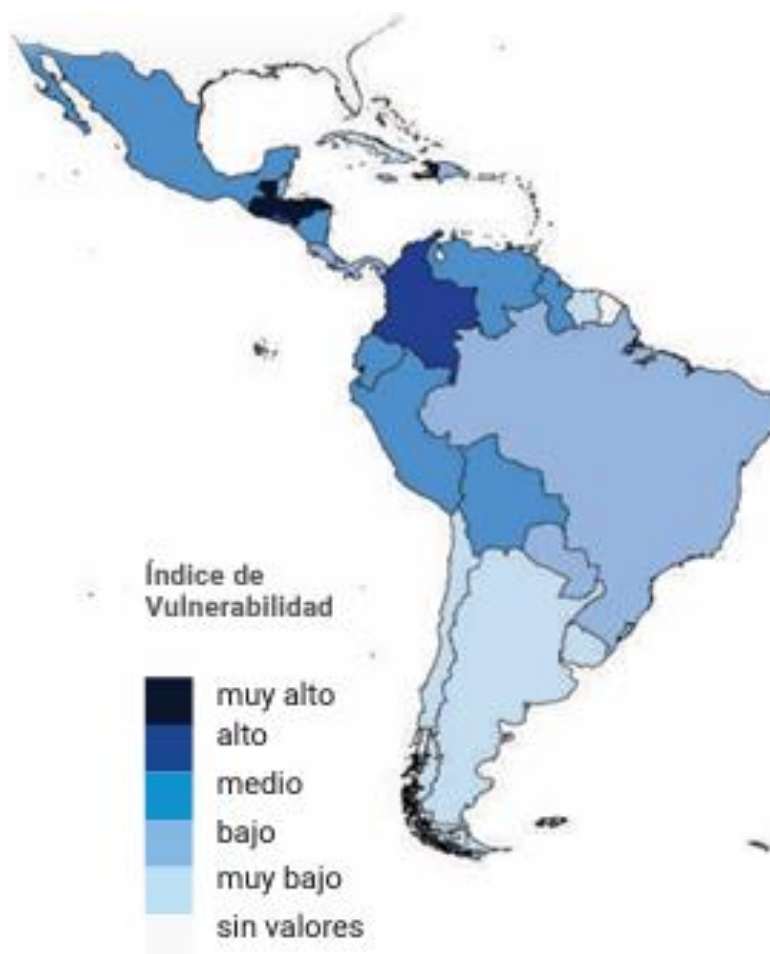 Índice de
Vulnerabilidad
muy alto
alto
medio
bajo
muy bajo
sin valores